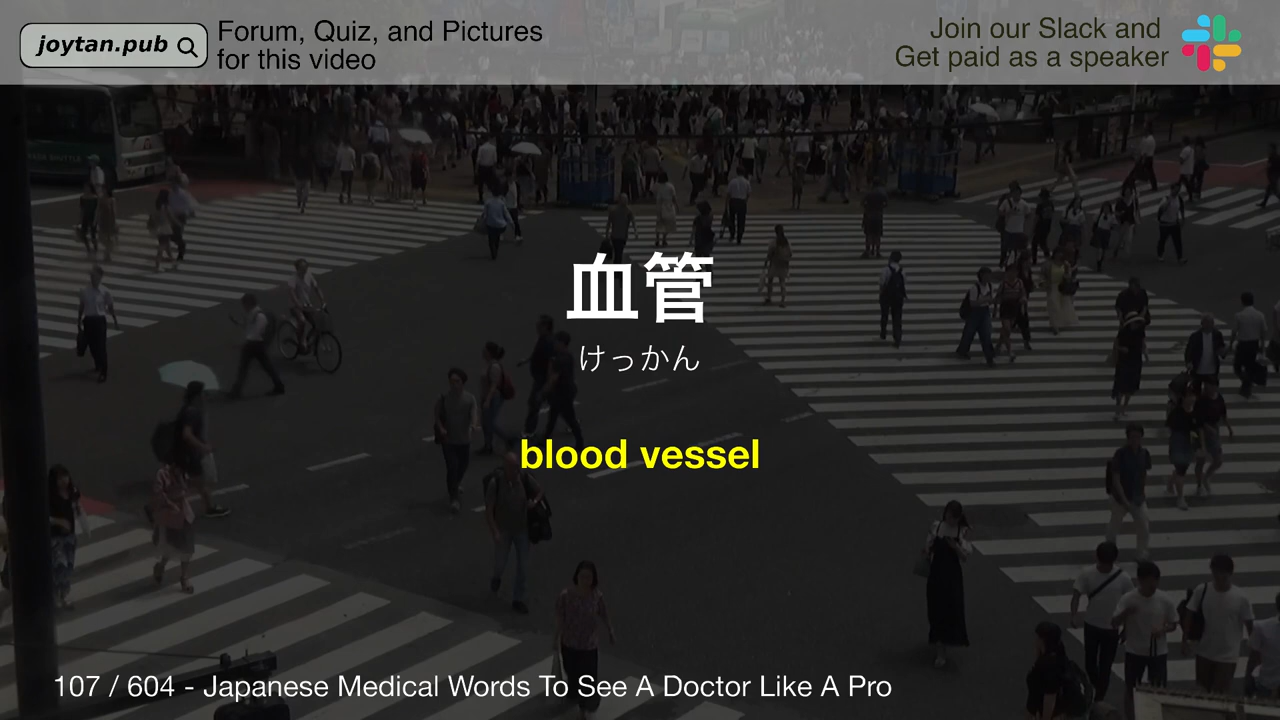 joytan.pub
Forum, Quiz, and Pictures
for this video
Join our Slack and
Get paid as a speaker
血管
けっかん
blood vessel
107 / 604 - Japanese Medical Words To See A Doctor Like A Pro